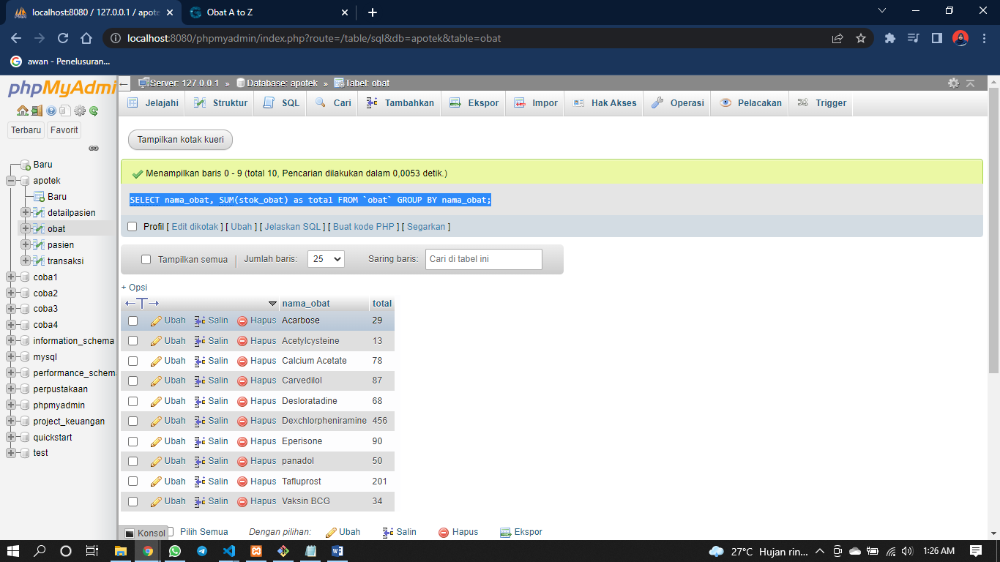 localhost:8080 / 127.0.0.1 / apote
Obat A to Z
localhost:8080/phpmyadmin/index.php?route=/table/sql&db=apotek&table=obat
awan - Penelusuran...
phpMyAdmi
Terbaru Favorit
Baru
apotek
Baru
detailpasien
obat
pasien
transaksi
coba1
coba2
coba3
coba4
information_schema
mysql
performance_schem
perpustakaan
phpmyadmin
project_keuangan
quickstart
test
Server: 127.0.0.1 » Database: apotek » Tabel: obat
Jelajahi Struktur SQL Cari Tambahkan Ekspor Impor Hak Akses Operasi Pelacakan Trigger
Tampilkan kotak kueri
Menampilkan baris 0 - 9 (total 10, Pencarian dilakukan dalam 0,0053 detik.)
SELECT nama_obat, SUM(stok_obat) as total FROM `obat` GROUP BY nama_obat;
Profil [ Edit dikotak ] [ Ubah ] [ Jelaskan SQL ] [ Buat kode PHP ] [ Segarkan ]
Tampilkan semua | Jumlah baris: 25 Saring baris: Cari di tabel ini
+ Opsi
←T→ nama_obat total
Ubah Salin Hapus Acarbose 29
Ubah Salin Hapus Acetylcysteine 13
Ubah Salin Hapus Calcium Acetate 78
Ubah Salin Hapus Carvedilol 87
Ubah Salin Hapus Desloratadine 68
Ubah Salin Hapus Dexchlorpheniramine 456
Ubah Salin Hapus Eperisone 90
Ubah Salin Hapus panadol 50
Ubah Salin Hapus Tafluprost 201
Ubah Salin Hapus Vaksin BCG 34
Konsol Pilih Semua Dengan pilihan: Ubah Salin Hapus Ekspor
27°C Hujan rin... 1:26 AM